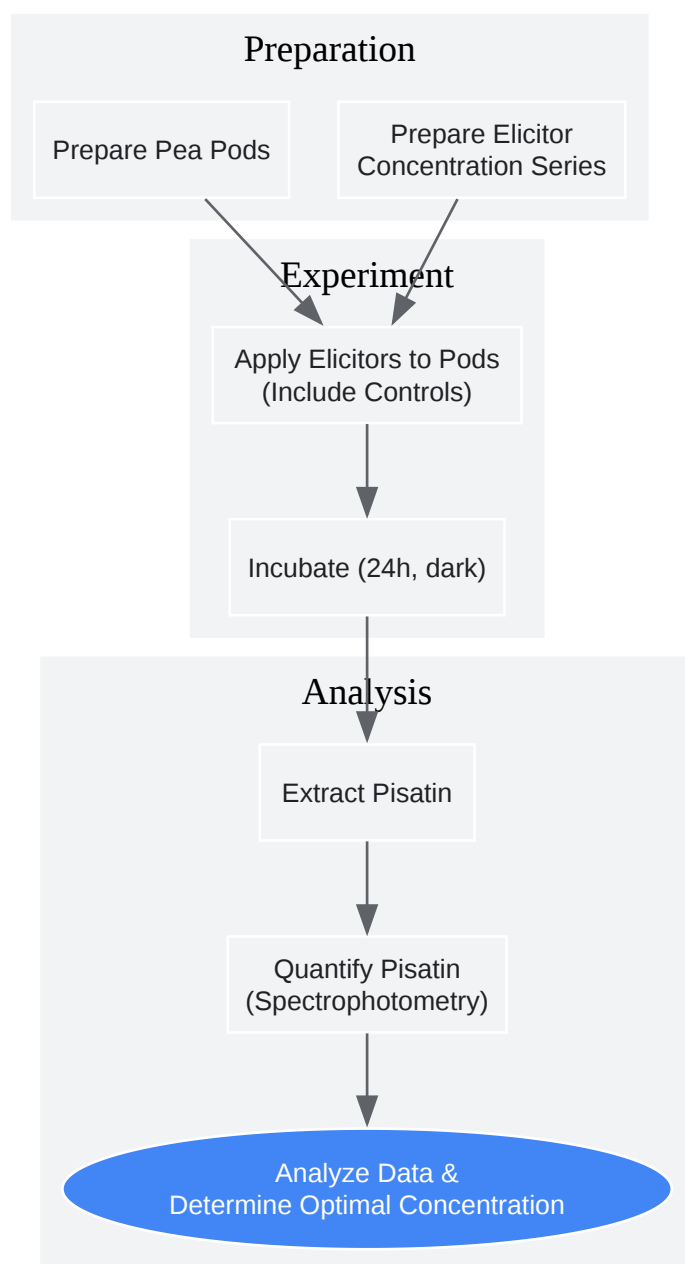 Preparation
Prepare Pea Pods
Prepare Elicitor
Concentration Series
Experiment
Apply Elicitors to Pods
(Include Controls)
Incubate (24h, dark)
Analysis
Extract Pisatin
Quantify Pisatin
(Spectrophotometry)
Analyze Data &
Determine Optimal Concentration